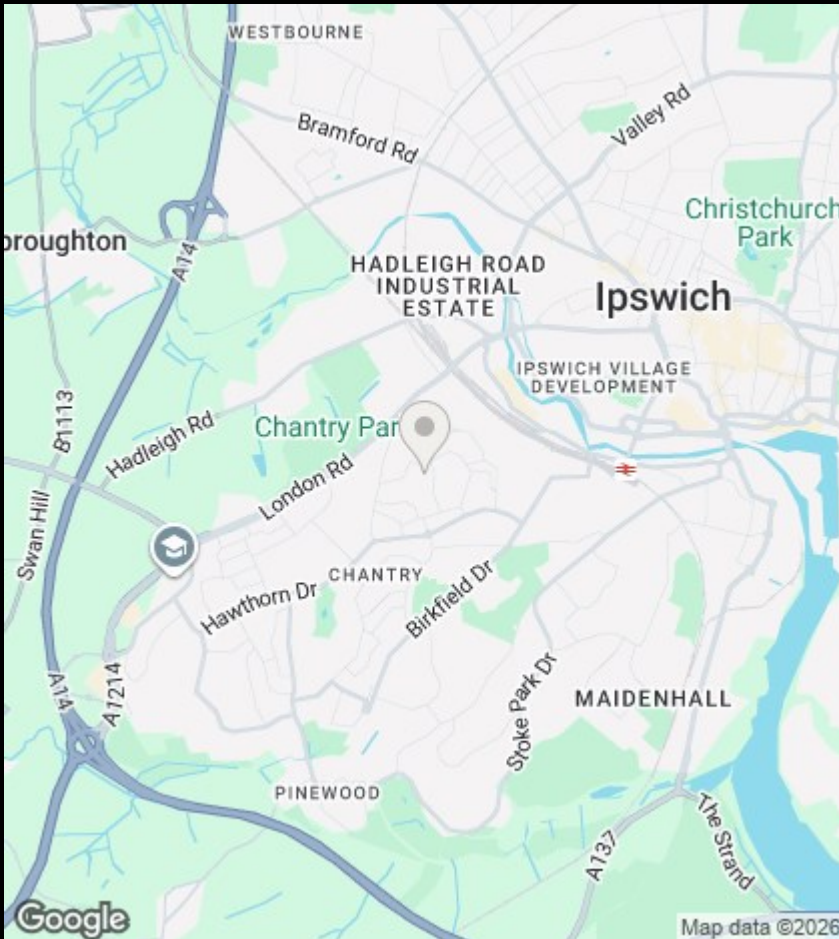 WESTBOURNE
Bramford Rd
Valley Rd
Christchurch
Park
broughton
A14
HADLEIGH ROAD
INDUSTRIAL
ESTATE
Ipswich
IPSWICH VILLAGE
DEVELOPMENT
B1113
Hadleigh Rd
Chantry Par
London Rd
Swan Hill
CHANTRY
Hawthorn Dr
Birkfield Dr
A14
A1214
Stoke Park Dr
MAIDENHALL
PINEWOOD
The Strand
A137
Google
Map data ©2026